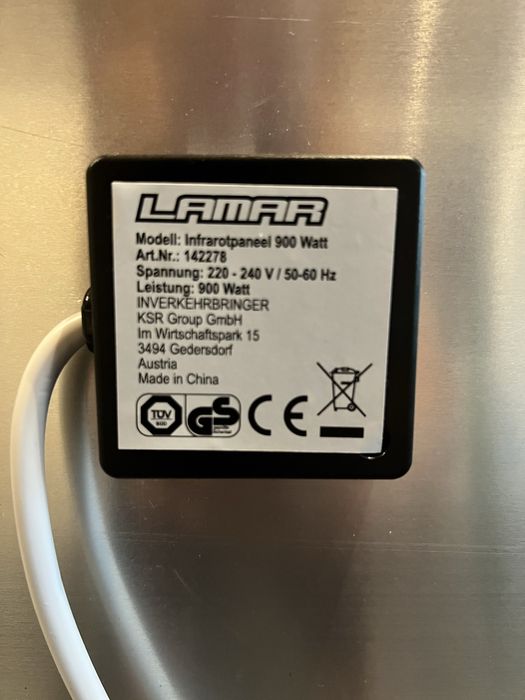 LAMAR
Modell: Infrarotpaneel 900 Watt
Art.Nr.: 142278
Spannung: 220 - 240 V / 50-60 Hz
Leistung: 900 Watt
INVERKEHRBRINGER
KSR Group GmbH
Im Wirtschaftspark 15
3494 Gedersdorf
Austria
Made in China
TÜV SÜD GS CE